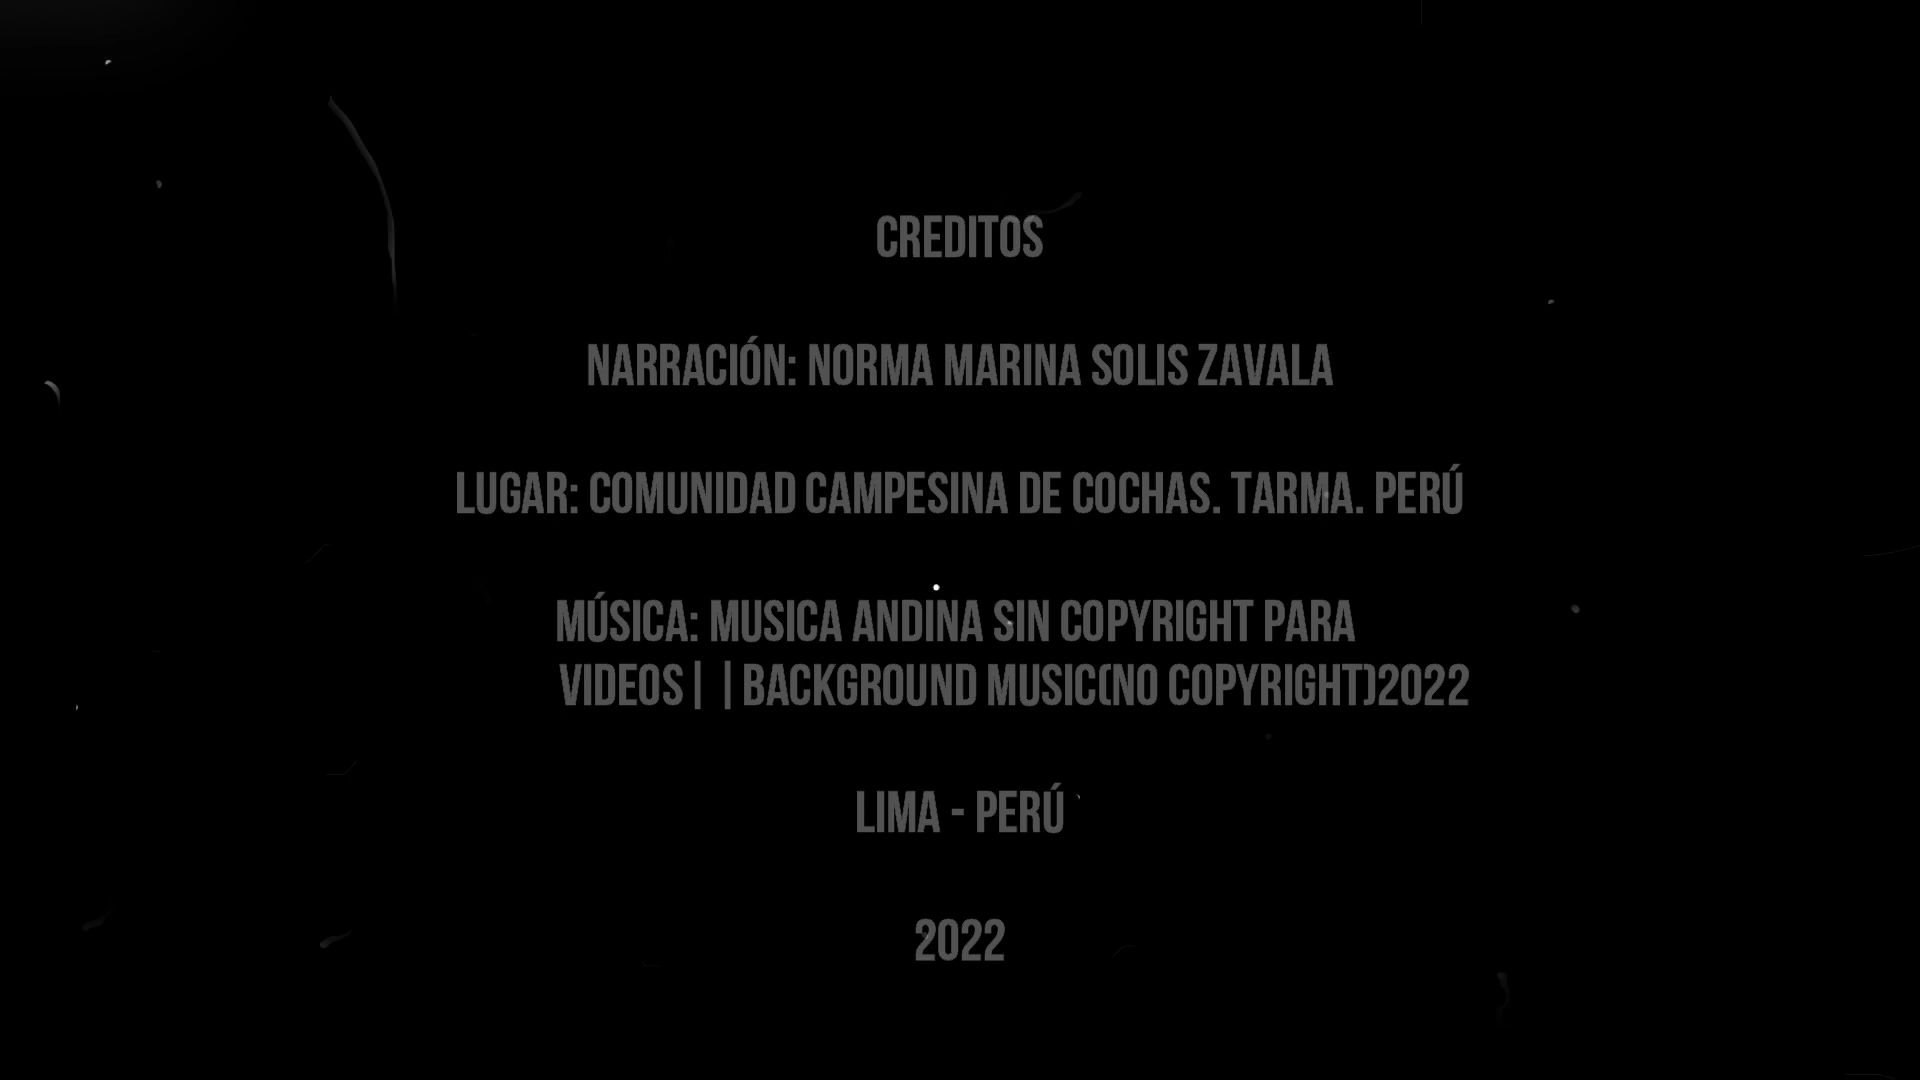 CREDITOS
NARRACIÓN: NORMA MARINA SOLIS ZAVALA
LUGAR: COMUNIDAD CAMPESINA DE COCHAS. TARMA. PERÚ
MÚSICA: MUSICA ANDINA SIN COPYRIGHT PARA
VIDEOS| |BACKGROUND MUSIC(NO COPYRIGHT)2022
LIMA - PERÚ
2022